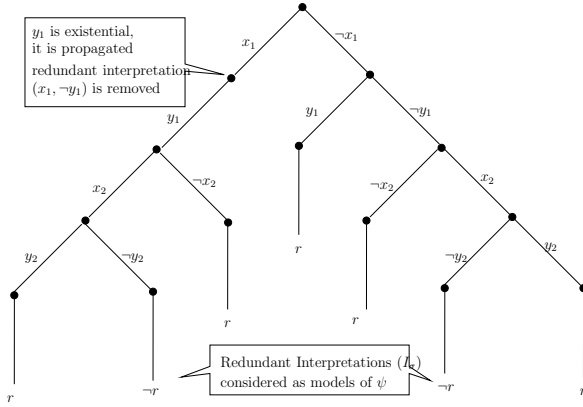 y₁ is existential,
it is propagated
redundant interpretation
(x₁, ¬y₁) is removed
x₁
¬x₁
y₁
y₁
¬y₁
x₂
¬x₂
¬x₂
x₂
y₂
¬y₂
¬y₂
y₂
r
r
r
r
¬r
¬r
r
r
Redundant Interpretations (Iₛ)
considered as models of ψ